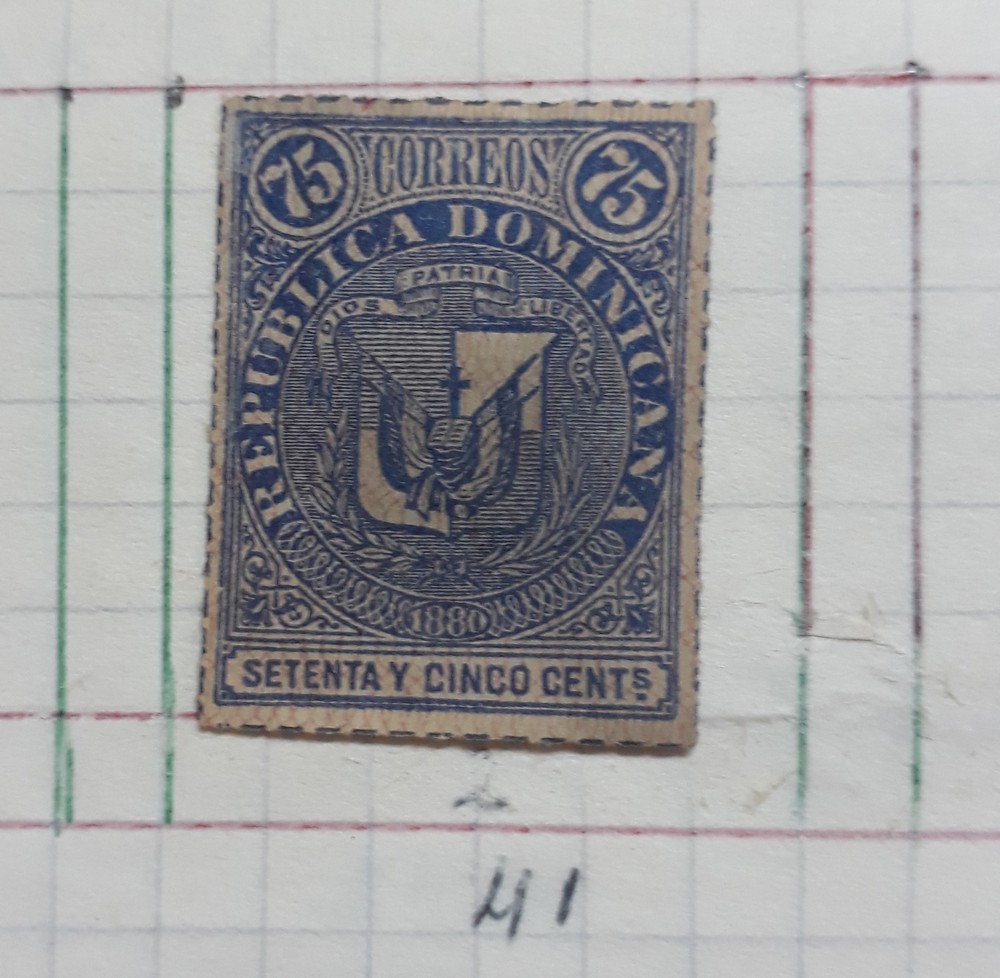 75 CORREOS 75
REPUBLICA DOMINICANA
DIOS PATRIA LIBERTAD
1880
SETENTA Y CINCO CENTS
41